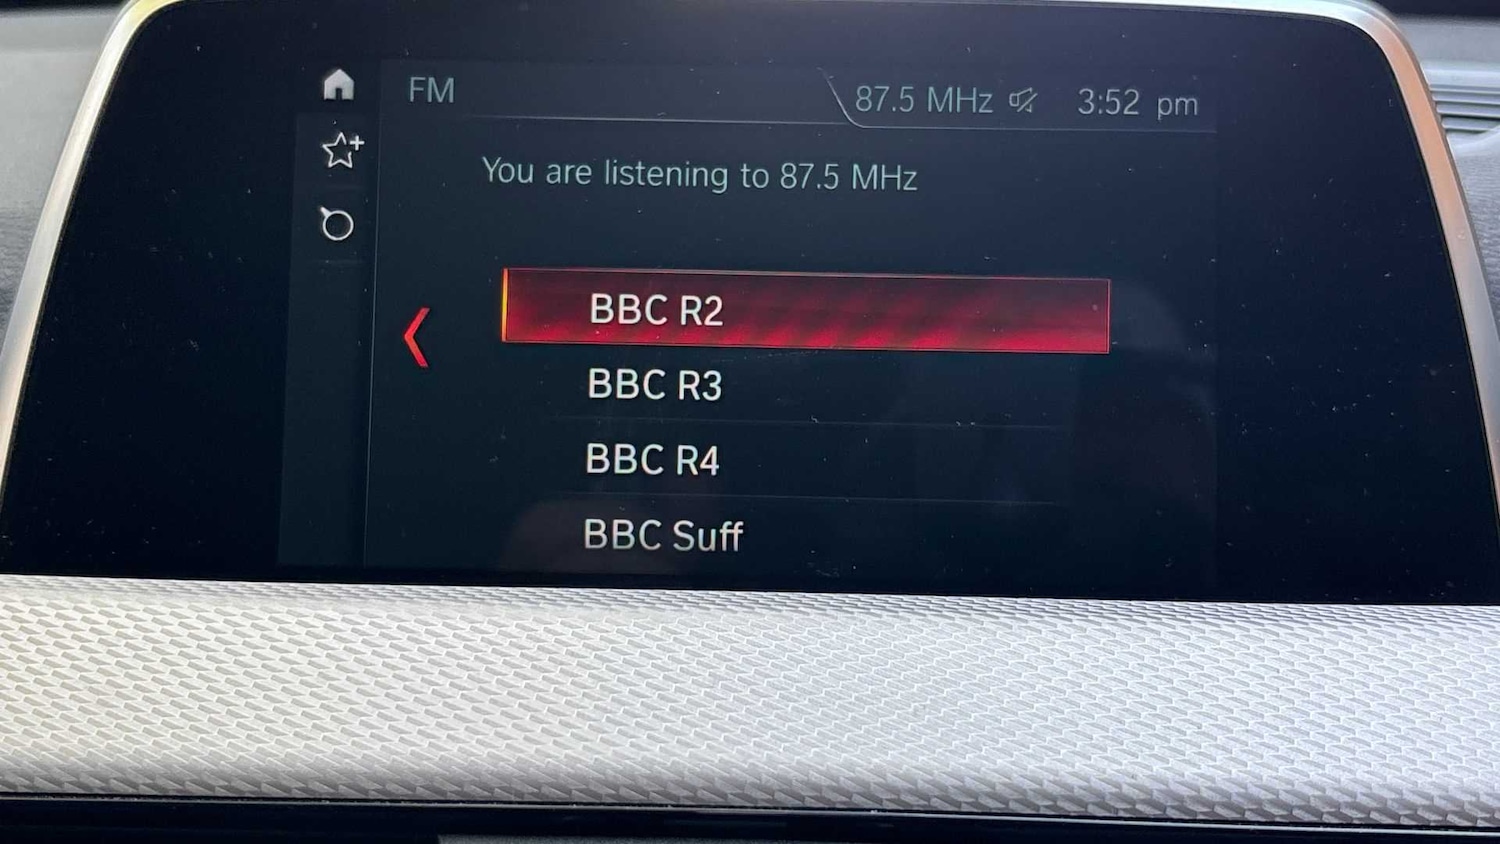 FM
87.5 MHz
3:52 pm
You are listening to 87.5 MHz
BBC R2
BBC R3
BBC R4
BBC Suff